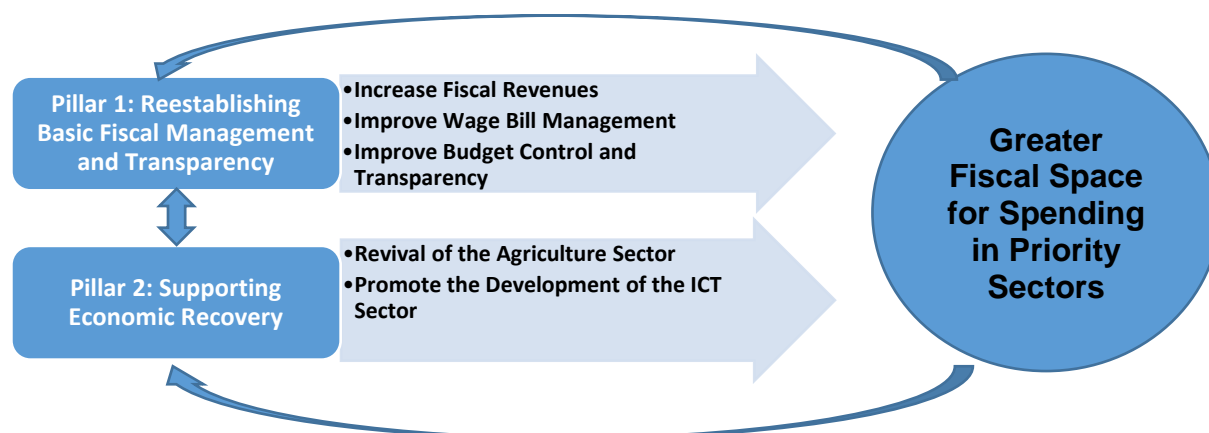 Pillar 1: Reestablishing
Basic Fiscal Management
and Transparency
•Increase Fiscal Revenues
•Improve Wage Bill Management
•Improve Budget Control and
Transparency
Pillar 2: Supporting
Economic Recovery
•Revival of the Agriculture Sector
•Promote the Development of the ICT
Sector
Greater
Fiscal Space
for Spending
in Priority
Sectors